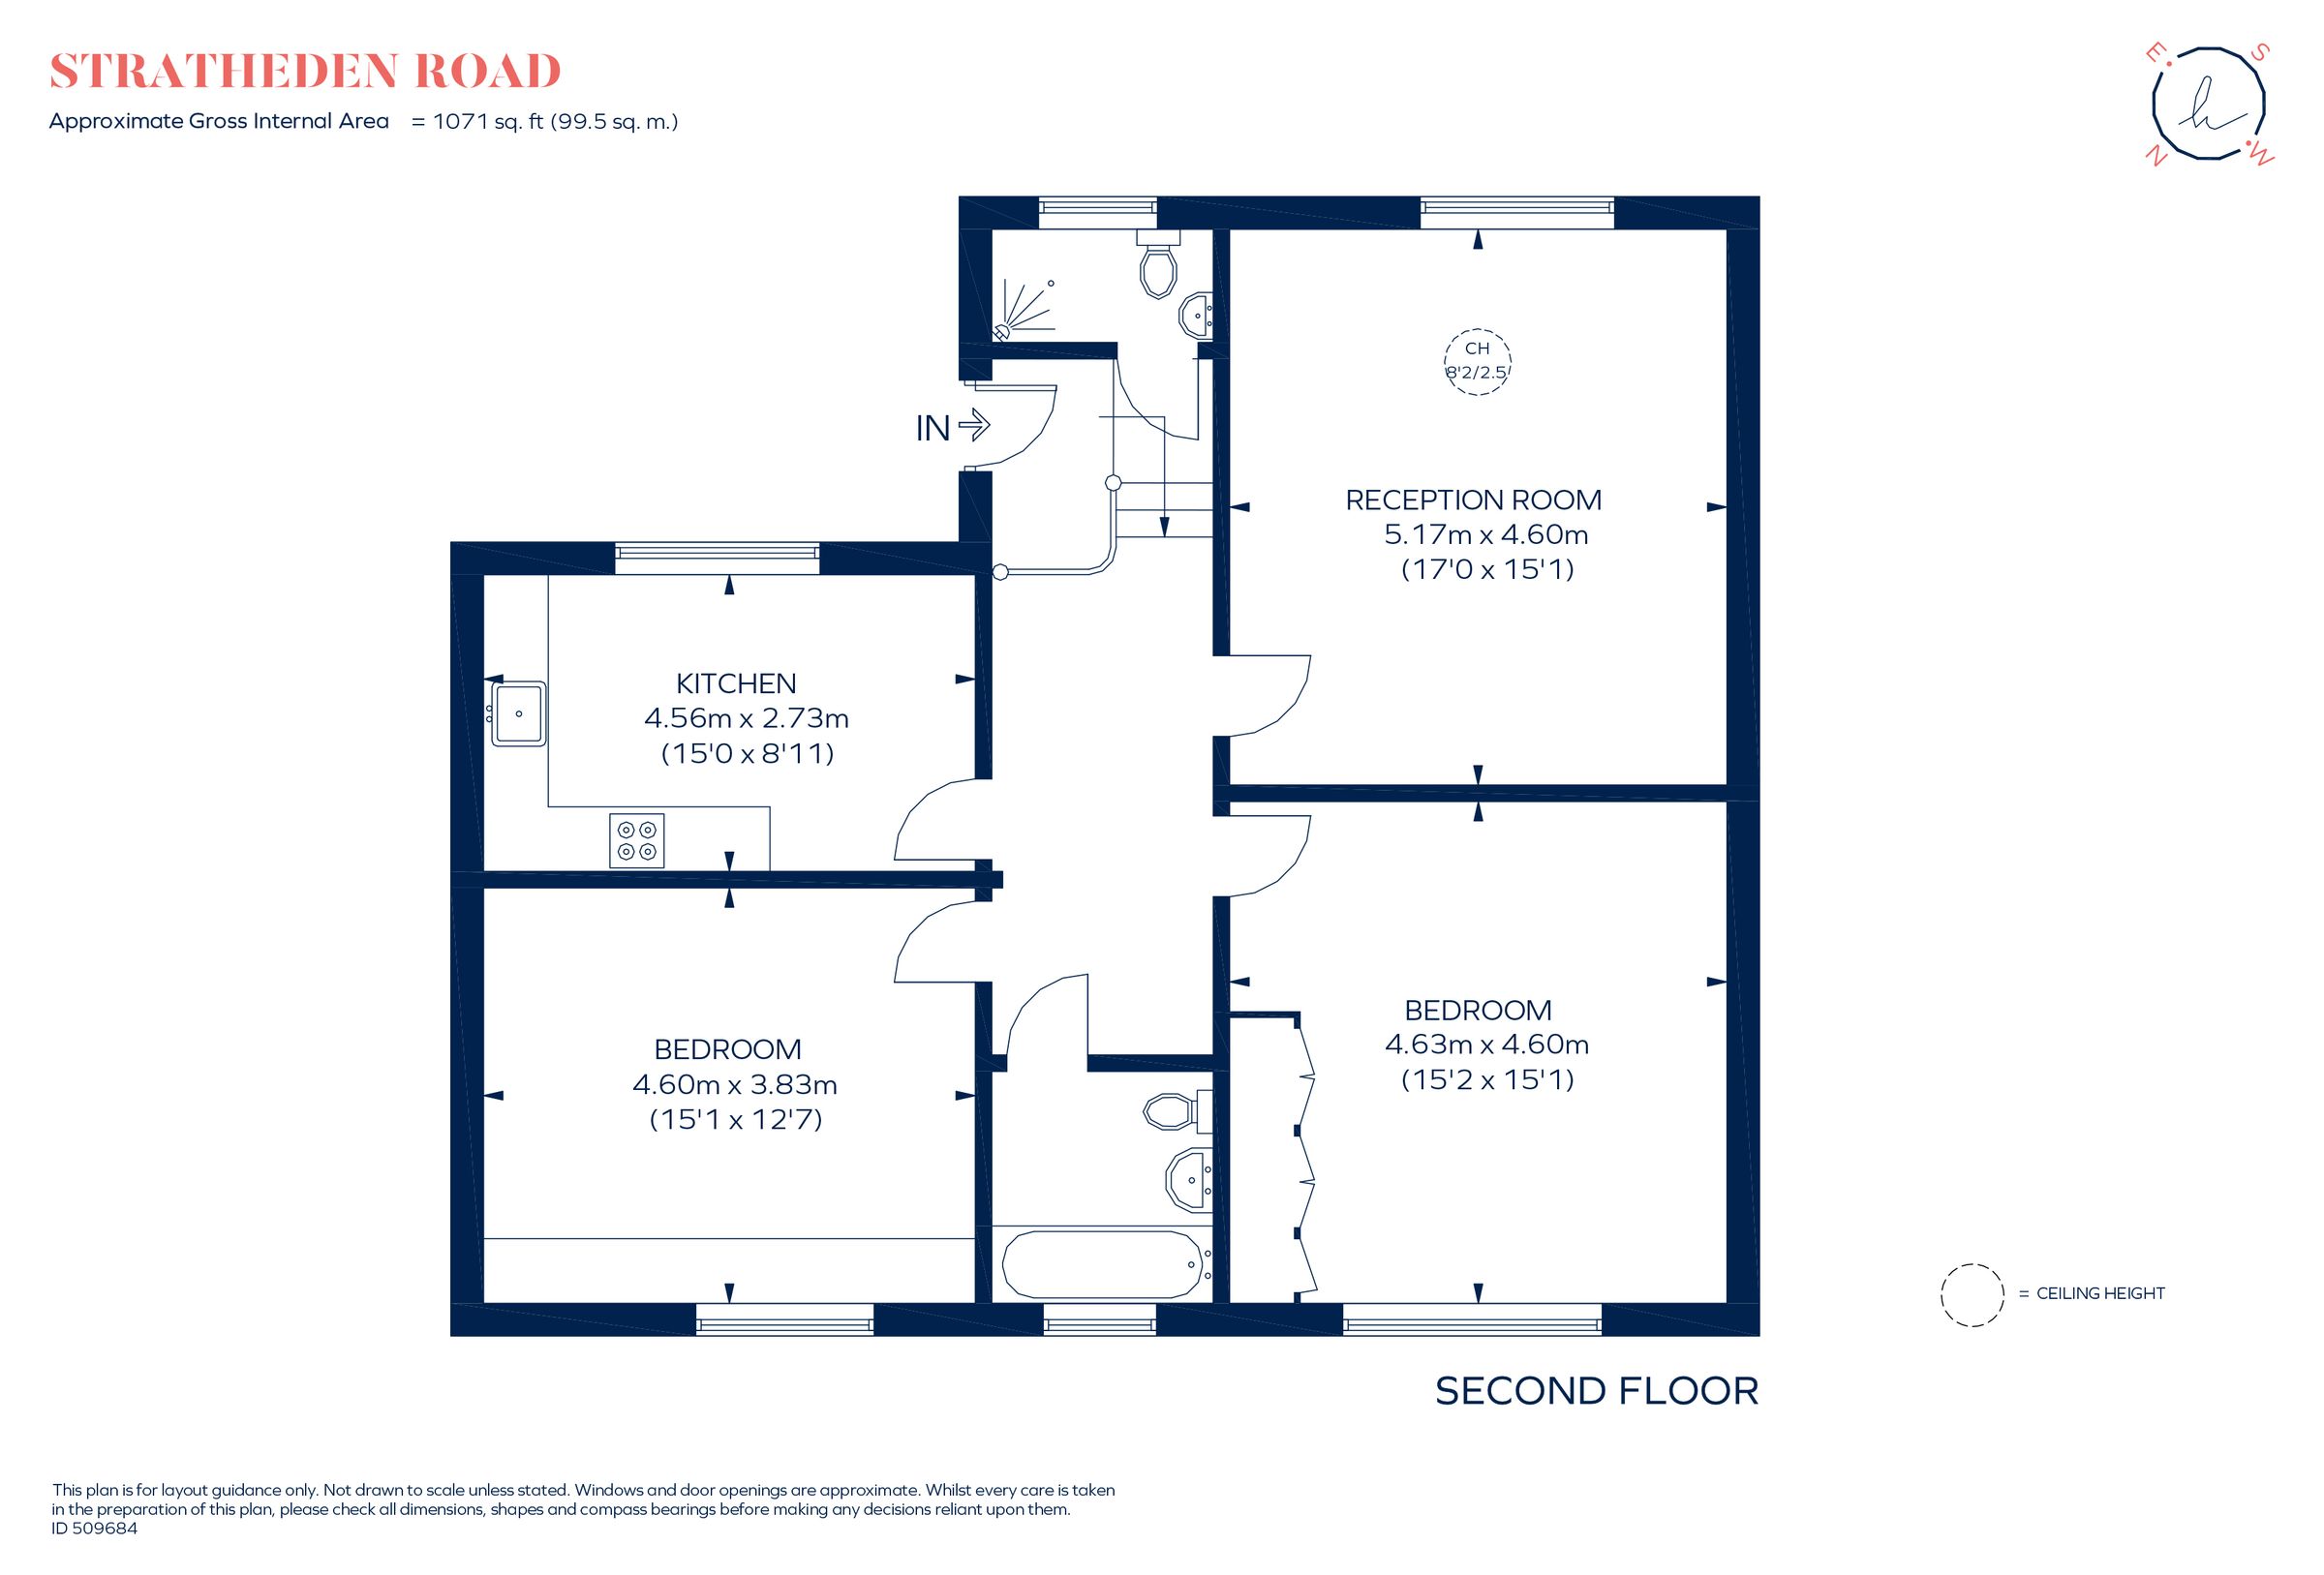 STRATHEDEN ROAD
Approximate Gross Internal Area = 1071 sq. ft (99.5 sq. m.)
E
S
N
W
CH
8'2/2.5
IN
RECEPTION ROOM
5.17m x 4.60m
(17'0 x 15'1)
KITCHEN
4.56m x 2.73m
(15'0 x 8'11)
BEDROOM
4.63m x 4.60m
(15'2 x 15'1)
BEDROOM
4.60m x 3.83m
(15'1 x 12'7)
= CEILING HEIGHT
SECOND FLOOR
This plan is for layout guidance only. Not drawn to scale unless stated. Windows and door openings are approximate. Whilst every care is taken
in the preparation of this plan, please check all dimensions, shapes and compass bearings before making any decisions reliant upon them.
ID 509684